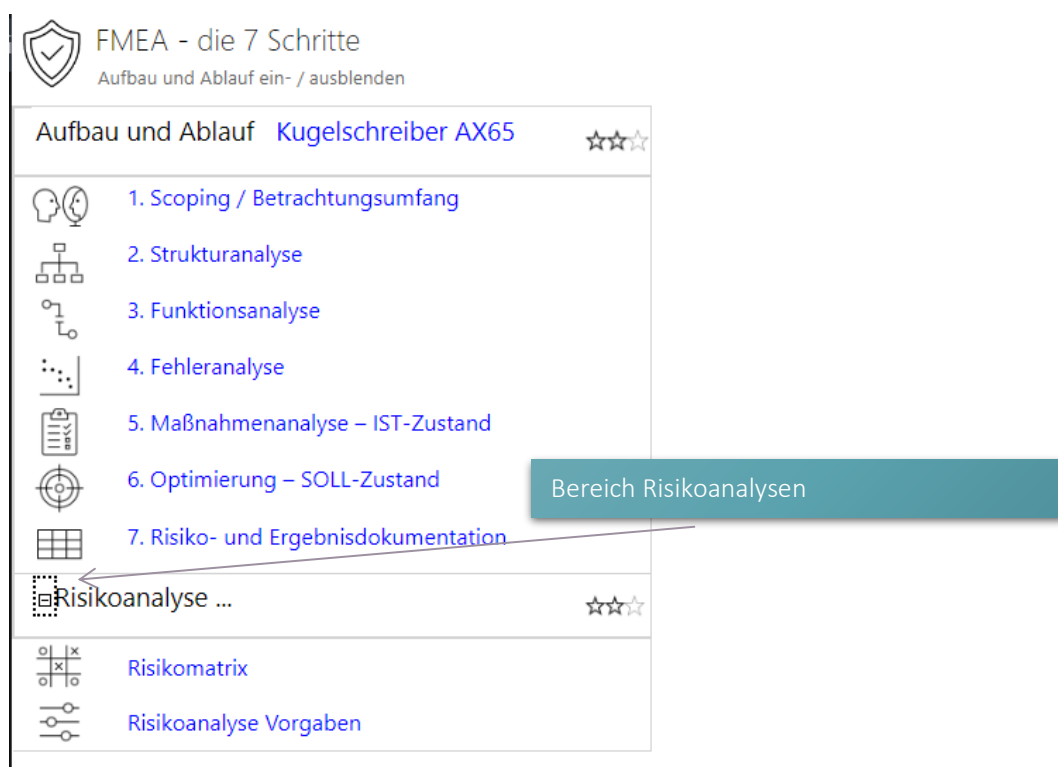 FMEA - die 7 Schritte
Aufbau und Ablauf ein- / ausblenden
Aufbau und Ablauf Kugelschreiber AX65
1. Scoping / Betrachtungsumfang
2. Strukturanalyse
3. Funktionsanalyse
4. Fehleranalyse
5. Maßnahmenanalyse – IST-Zustand
6. Optimierung – SOLL-Zustand
Bereich Risikoanalysen
7. Risiko- und Ergebnisdokumentation
Risikoanalyse ...
Risikomatrix
Risikoanalyse Vorgaben